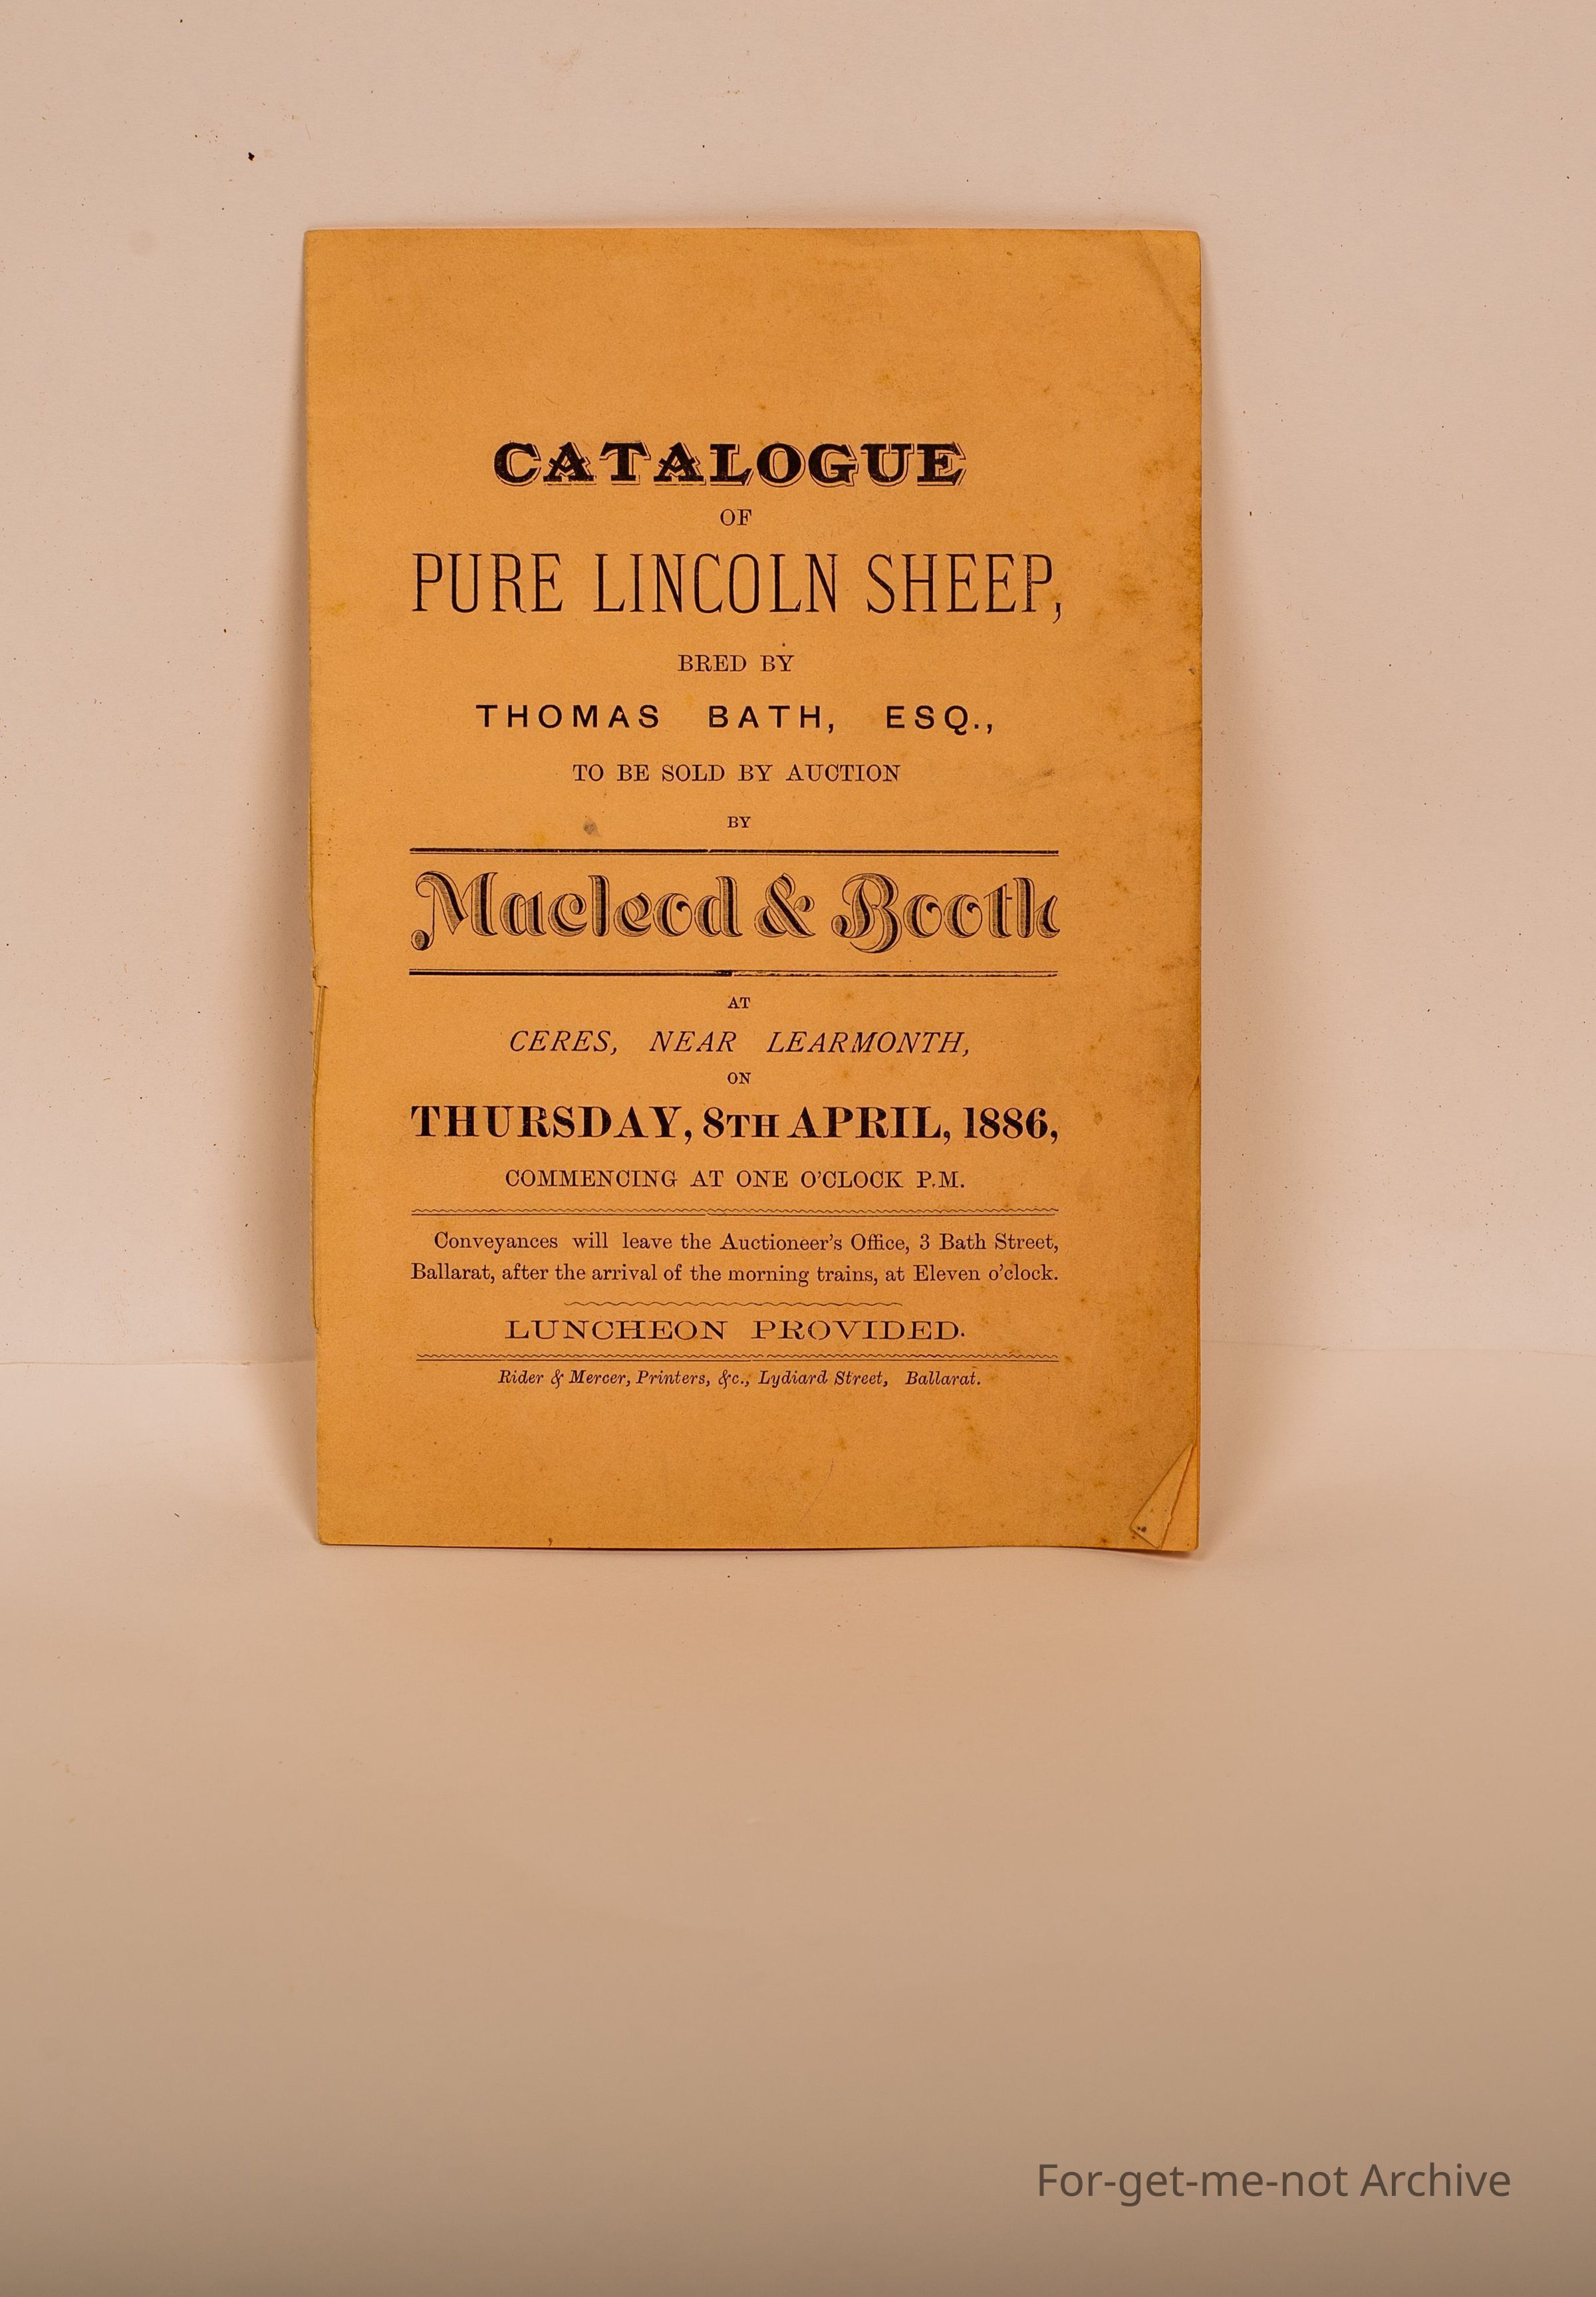 CATALOGUE
OF
PURE LINCOLN SHEEP,
BRED BY
THOMAS BATH, ESQ.,
TO BE SOLD BY AUCTION
BY
Macleod & Booth
AT
CERES, NEAR LEARMONTH,
ON
THURSDAY, 8TH APRIL, 1886,
COMMENCING AT ONE O'CLOCK P.M.
Conveyances will leave the Auctioneer's Office, 3 Bath Street,
Ballarat, after the arrival of the morning trains, at Eleven o'clock.
LUNCHEON PROVIDED.
Rider & Mercer, Printers, &c., Lydiard Street, Ballarat.
For-get-me-not Archive